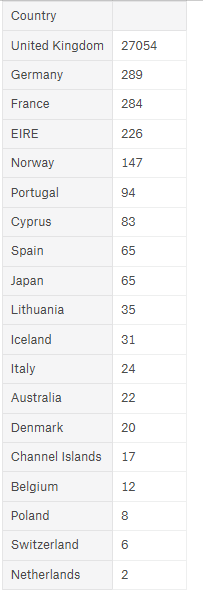 Country
United Kingdom 27054
Germany 289
France 284
EIRE 226
Norway 147
Portugal 94
Cyprus 83
Spain 65
Japan 65
Lithuania 35
Iceland 31
Italy 24
Australia 22
Denmark 20
Channel Islands 17
Belgium 12
Poland 8
Switzerland 6
Netherlands 2